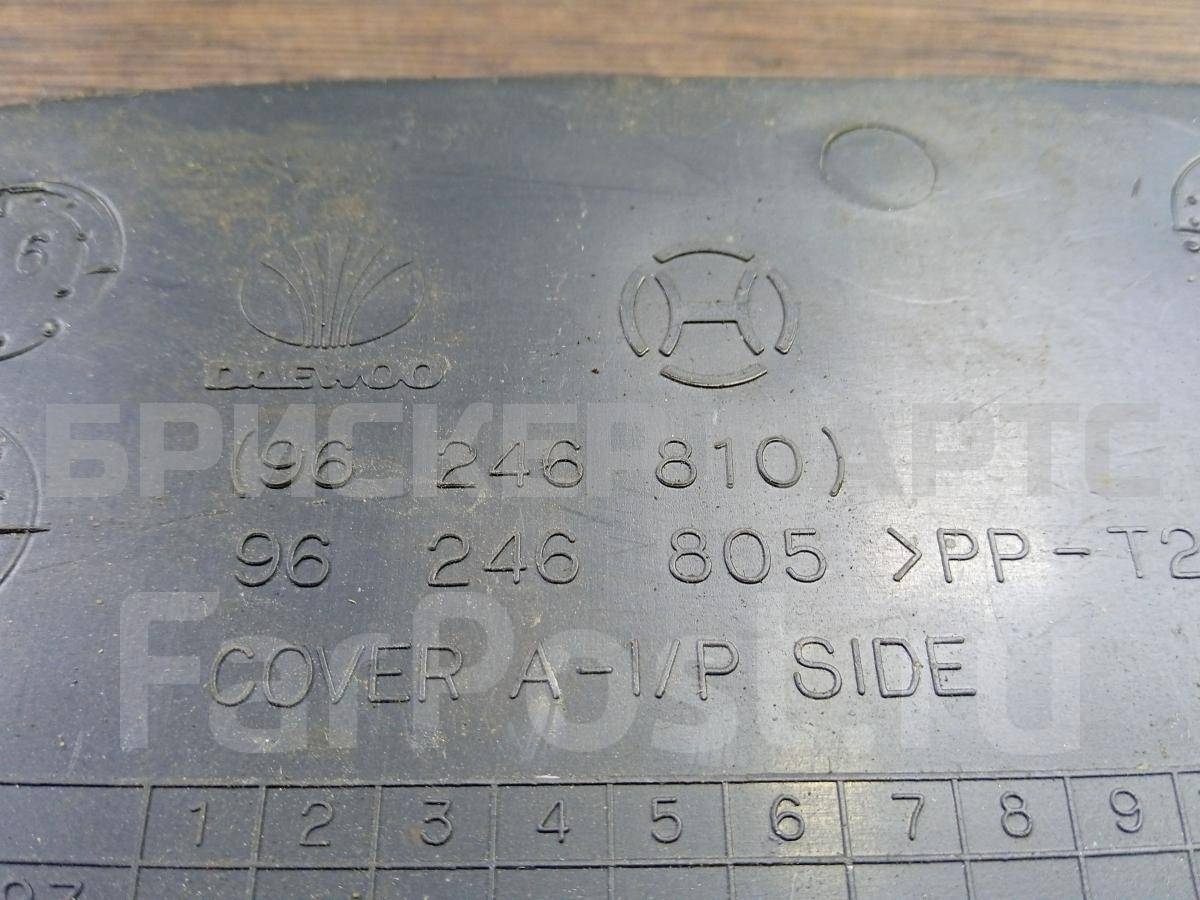 6
DAEWOO
БРИСКЕР ПАРТС
(96 246 810)
96 246 805 >PP-T2
FarPost.ru
COVER A-I/P SIDE
1 2 3 4 5 6 7 8 9